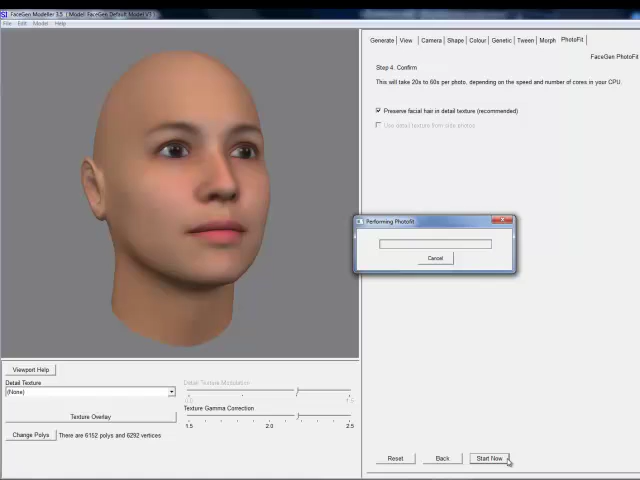 FaceGen Modeller 3.5 ( Model: FaceGen Default Model V3 )
File Edit Model Help
Generate View Camera Shape Colour Genetic Tween Morph PhotoFit
FaceGen PhotoFit
Step 4. Confirm
This will take 20s to 60s per photo, depending on the speed and number of cores in your CPU.
Preserve facial hair in detail texture (recommended)
Use detail texture from side photos
Performing Photofit
Cancel
Viewport Help
Detail Texture
(None)
Texture Overlay
Change Polys
There are 6152 polys and 6292 vertices
Detail Texture Modulation
Texture Gamma Correction
1.5 2.0 2.5
Reset Back Start Now